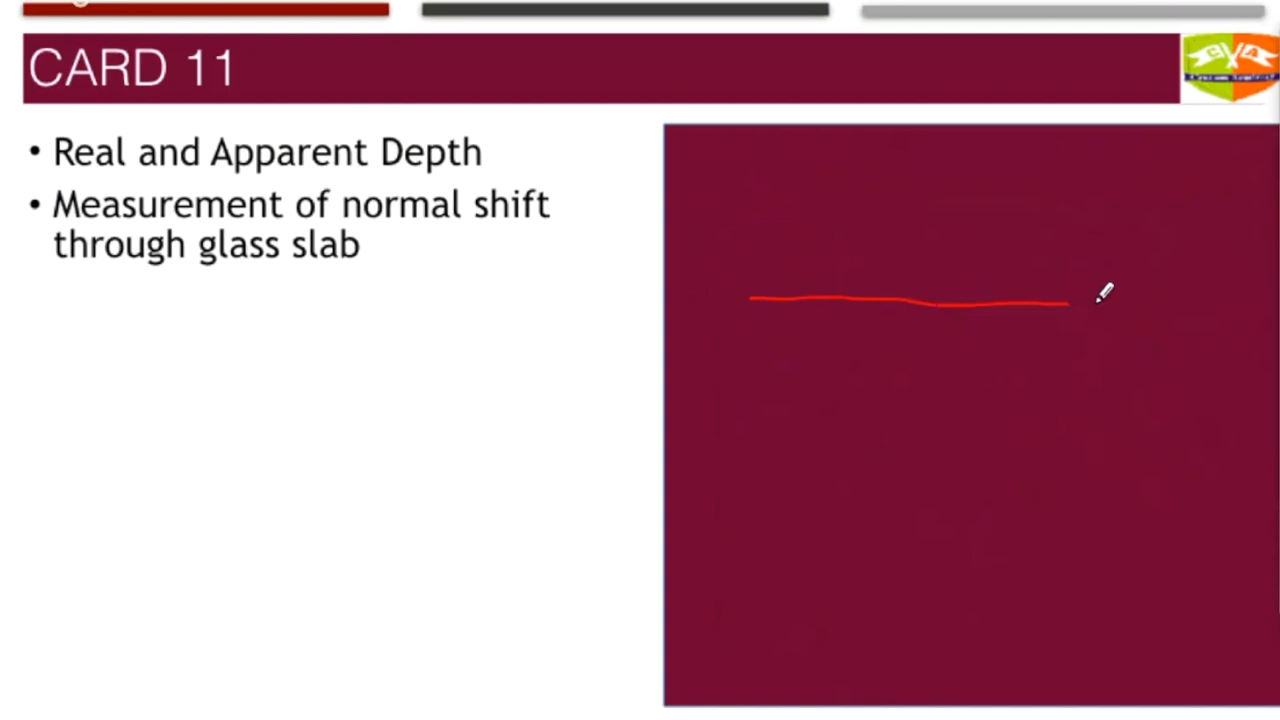 CARD 11
• Real and Apparent Depth
• Measurement of normal shift
through glass slab